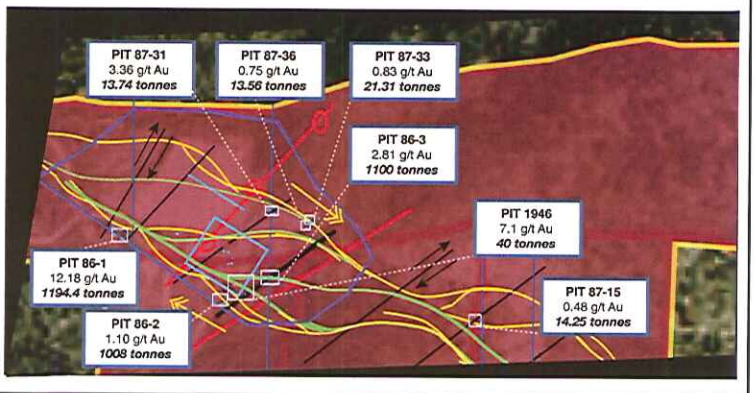 PIT 87-31
3.36 g/t Au
13.74 tonnes
PIT 87-36
0.75 g/t Au
13.56 tonnes
PIT 87-33
0.83 g/t Au
21.31 tonnes
PIT 86-3
2.81 g/t Au
1100 tonnes
PIT 1946
7.1 g/t Au
40 tonnes
PIT 86-1
12.18 g/t Au
1194.4 tonnes
PIT 87-15
0.48 g/t Au
14.25 tonnes
PIT 86-2
1.10 g/t Au
1008 tonnes